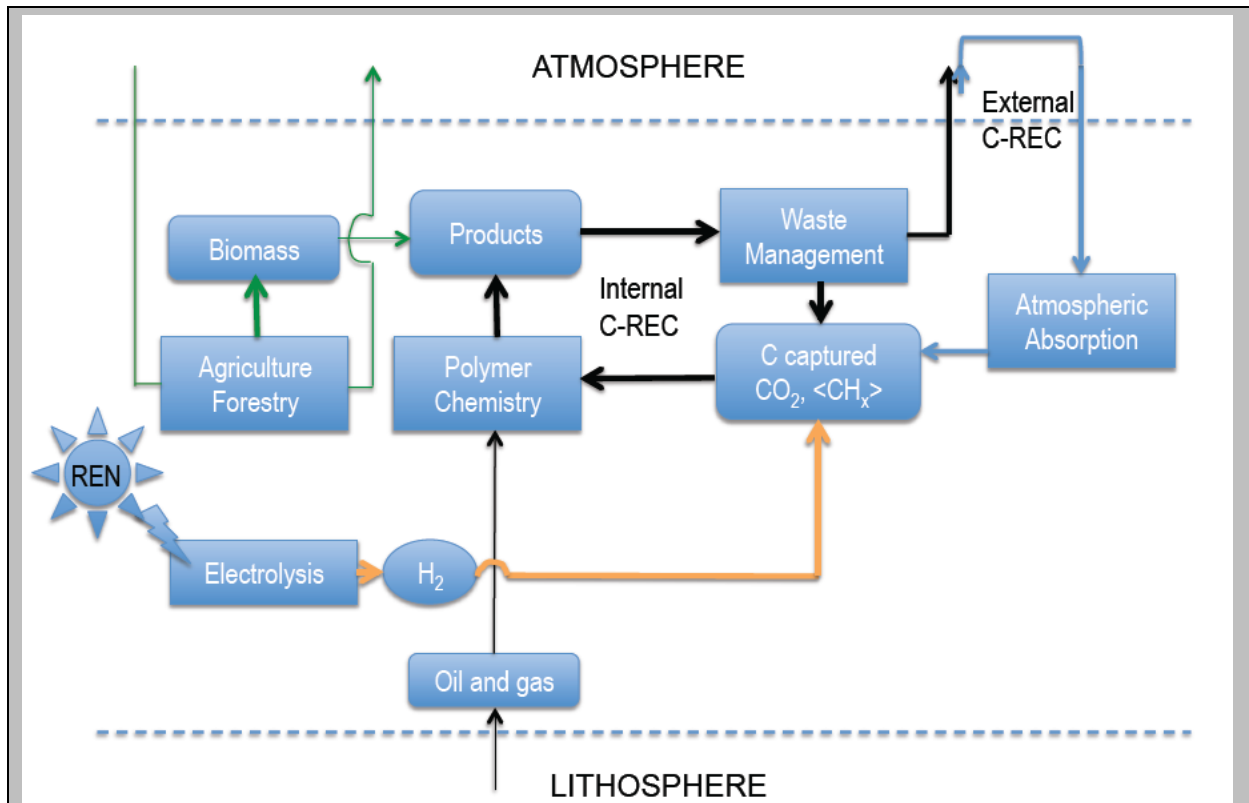 ATMOSPHERE
External
C-REC
Biomass
Products
Waste
Management
Internal
C-REC
Atmospheric
Absorption
Agriculture
Forestry
Polymer
Chemistry
C captured
CO₂, <CHₓ>
REN
Electrolysis
H₂
Oil and gas
LITHOSPHERE